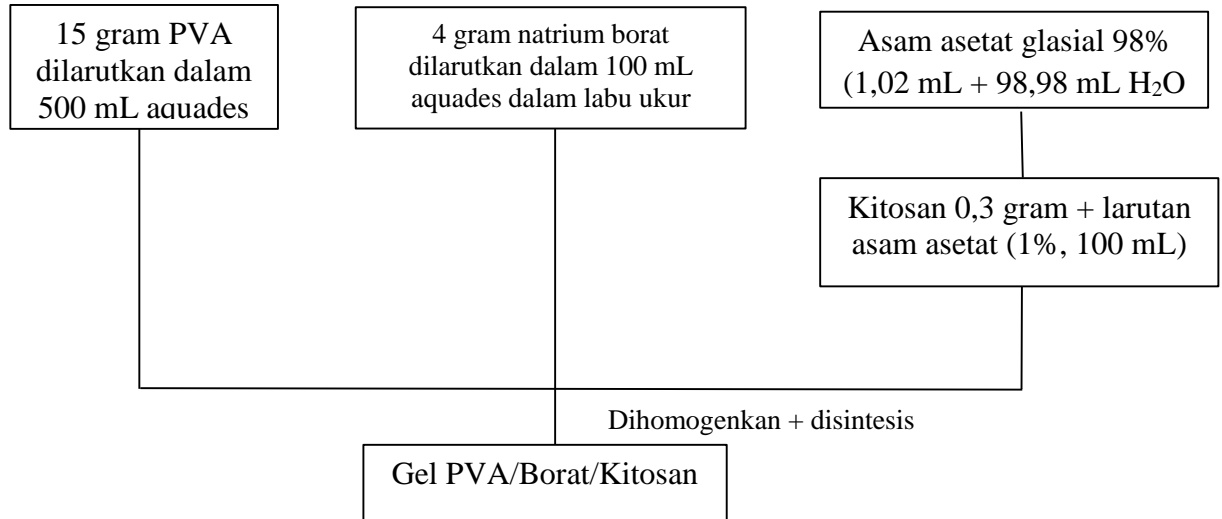 15 gram PVA
dilarutkan dalam
500 mL aquades
4 gram natrium borat
dilarutkan dalam 100 mL
aquades dalam labu ukur
Asam asetat glasial 98%
(1,02 mL + 98,98 mL H₂O
Kitosan 0,3 gram + larutan
asam asetat (1%, 100 mL)
Dihomogenkan + disintesis
Gel PVA/Borat/Kitosan